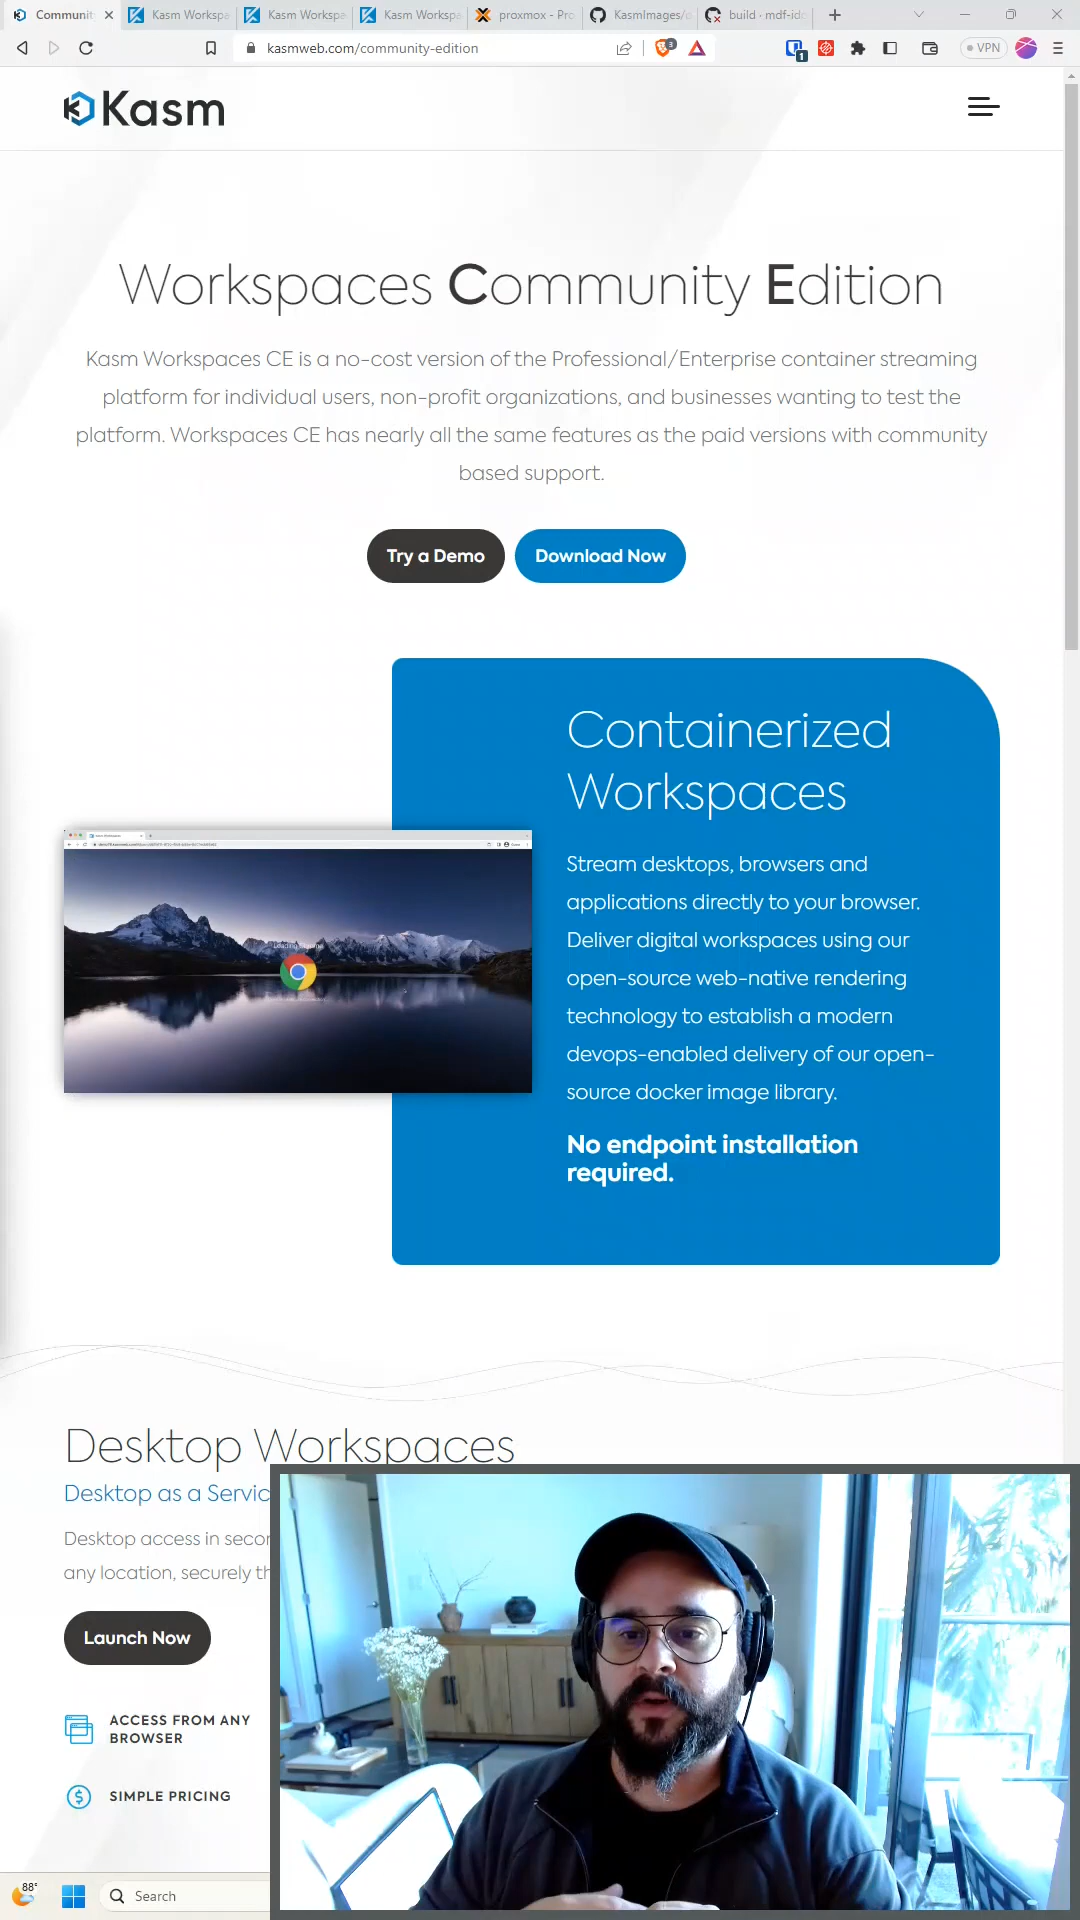 Communit
Kasm Workspa
Kasm Workspa
Kasm Workspa
proxmox - Pro
KasmImages/p
build · mdf-ido
kasmweb.com/community-edition
3
1
VPN
Kasm
Workspaces Community Edition
Kasm Workspaces CE is a no-cost version of the Professional/Enterprise container streaming
platform for individual users, non-profit organizations, and businesses wanting to test the
platform. Workspaces CE has nearly all the same features as the paid versions with community
based support.
Try a Demo
Download Now
Containerized
Workspaces
Stream desktops, browsers and
applications directly to your browser.
Deliver digital workspaces using our
open-source web-native rendering
technology to establish a modern
devops-enabled delivery of our open-
source docker image library.
No endpoint installation
required.
Desktop Workspaces
Desktop as a Servic
Desktop access in secon
any location, securely th
Launch Now
ACCESS FROM ANY
BROWSER
SIMPLE PRICING
88°
Search